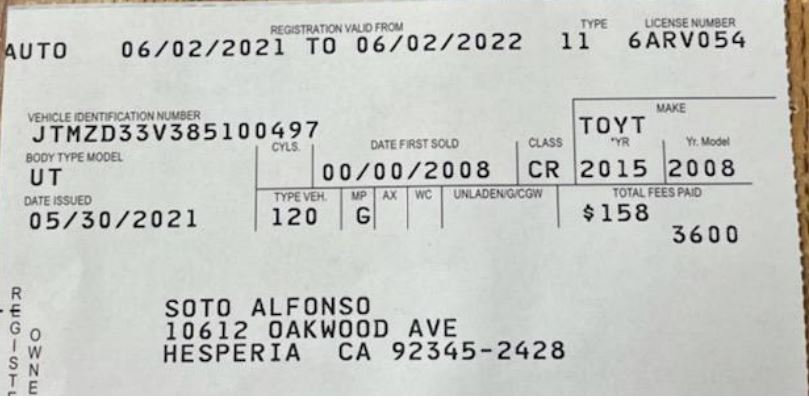 REGISTRATION VALID FROM TYPE LICENSE NUMBER
AUTO 06/02/2021 TO 06/02/2022 11 6ARV054
VEHICLE IDENTIFICATION NUMBER MAKE
JTMZD33V385100497 TOYT
BODY TYPE MODEL CYLS. DATE FIRST SOLD CLASS *YR Yr. Model
UT 00/00/2008 CR 2015 2008
DATE ISSUED TYPE VEH. MP AX WC UNLADEN/G/CGW TOTAL FEES PAID
05/30/2021 120 G $158
3600
SOTO ALFONSO
10612 OAKWOOD AVE
HESPERIA CA 92345-2428
REGISTE
OWNE